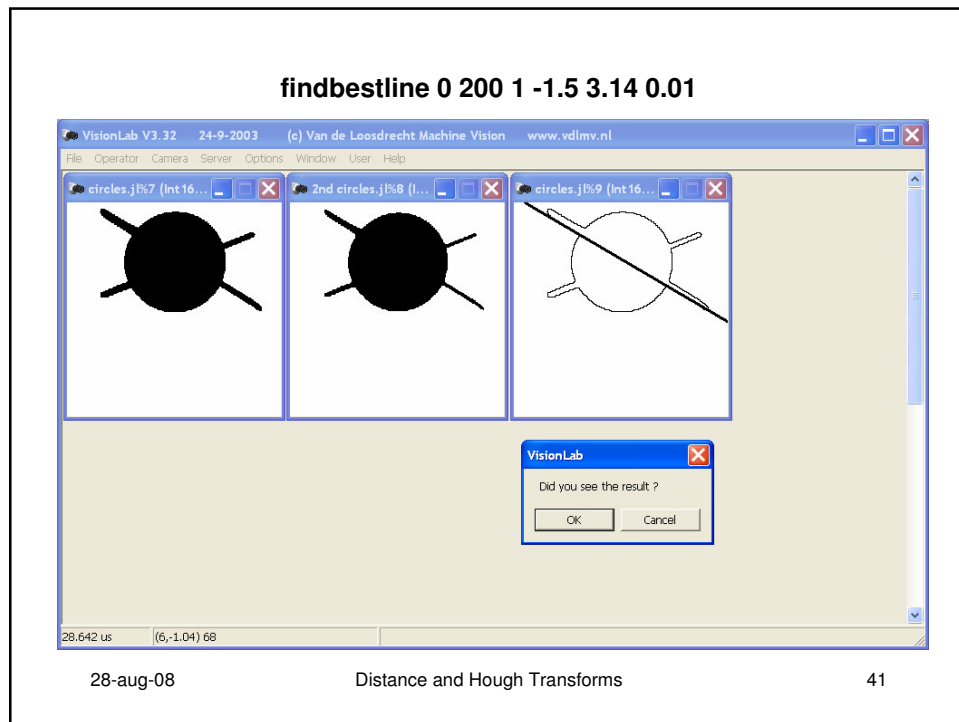 findbestline 0 200 1 -1.5 3.14 0.01
VisionLab V3.32 24-9-2003 (c) Van de Loosdrecht Machine Vision www.vdlmv.nl
File Operator Camera Server Options Window User Help
circles.jl%7 (Int16... 2nd circles.jl%8 (I... circles.jl%9 (Int16...
VisionLab
Did you see the result ?
OK Cancel
28.642 us (6,-1.04) 68
28-aug-08 Distance and Hough Transforms 41